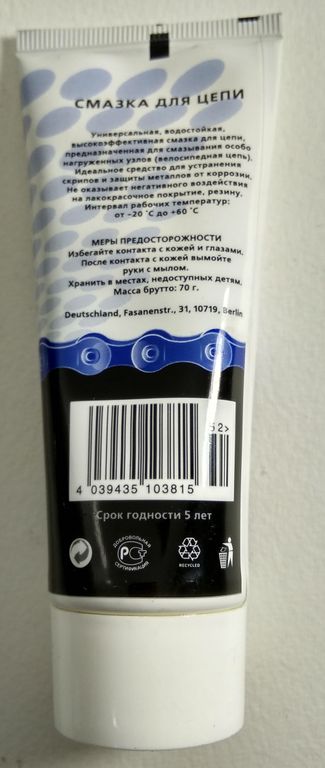 СМАЗКА ДЛЯ ЦЕПИ
Универсальная, водостойкая,
высокоэффективная смазка для цепи,
предназначенная для смазывания особо
нагруженных узлов (велосипедная цепь).
Идеальное средство для устранения
скрипов и защиты металлов от коррозии.
Не оказывает негативного воздействия
на лакокрасочное покрытие, резину.
Интервал рабочих температур:
от -20 °С до +60 °С
МЕРЫ ПРЕДОСТОРОЖНОСТИ
Избегайте контакта с кожей и глазами.
После контакта с кожей вымойте
руки с мылом.
Хранить в местах, недоступных детям.
Масса брутто: 70 г.
Deutschland, Fasanenstr., 31, 10719, Berlin
52>
4 039435 103815
Срок годности 5 лет
ДОБРОВОЛЬНАЯ
СЕРТИФИКАЦИЯ
RECYCLED